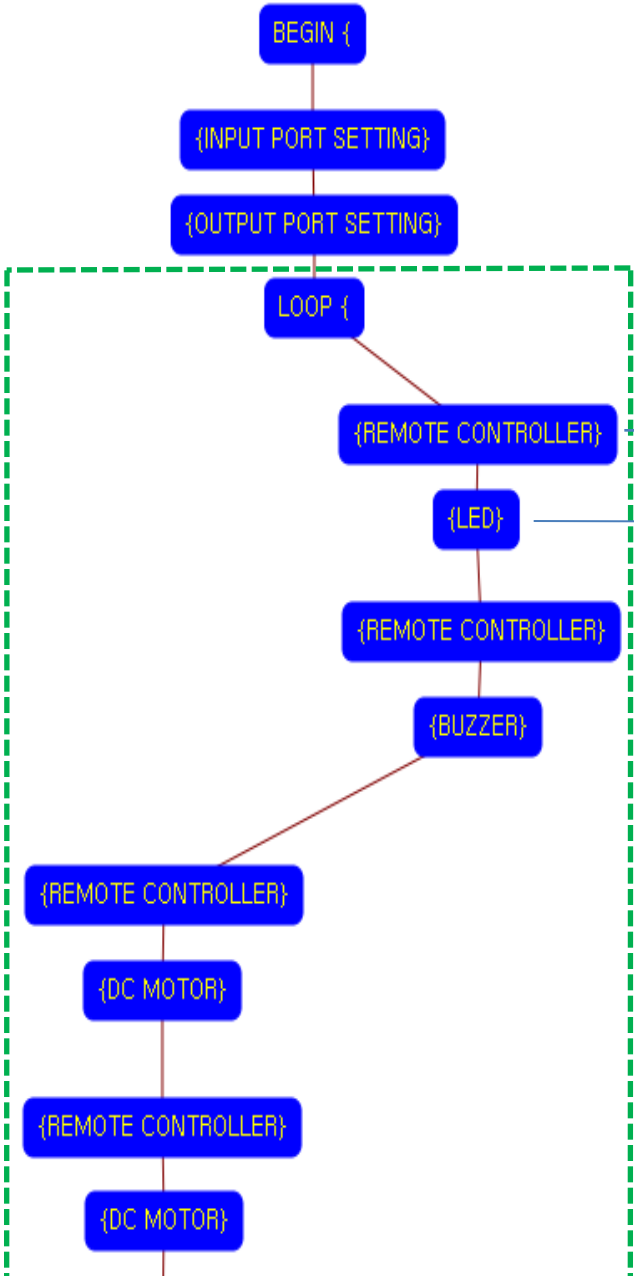 BEGIN {
{INPUT PORT SETTING}
{OUTPUT PORT SETTING}
LOOP {
{REMOTE CONTROLLER}
{LED}
{REMOTE CONTROLLER}
{BUZZER}
{REMOTE CONTROLLER}
{DC MOTOR}
{REMOTE CONTROLLER}
{DC MOTOR}